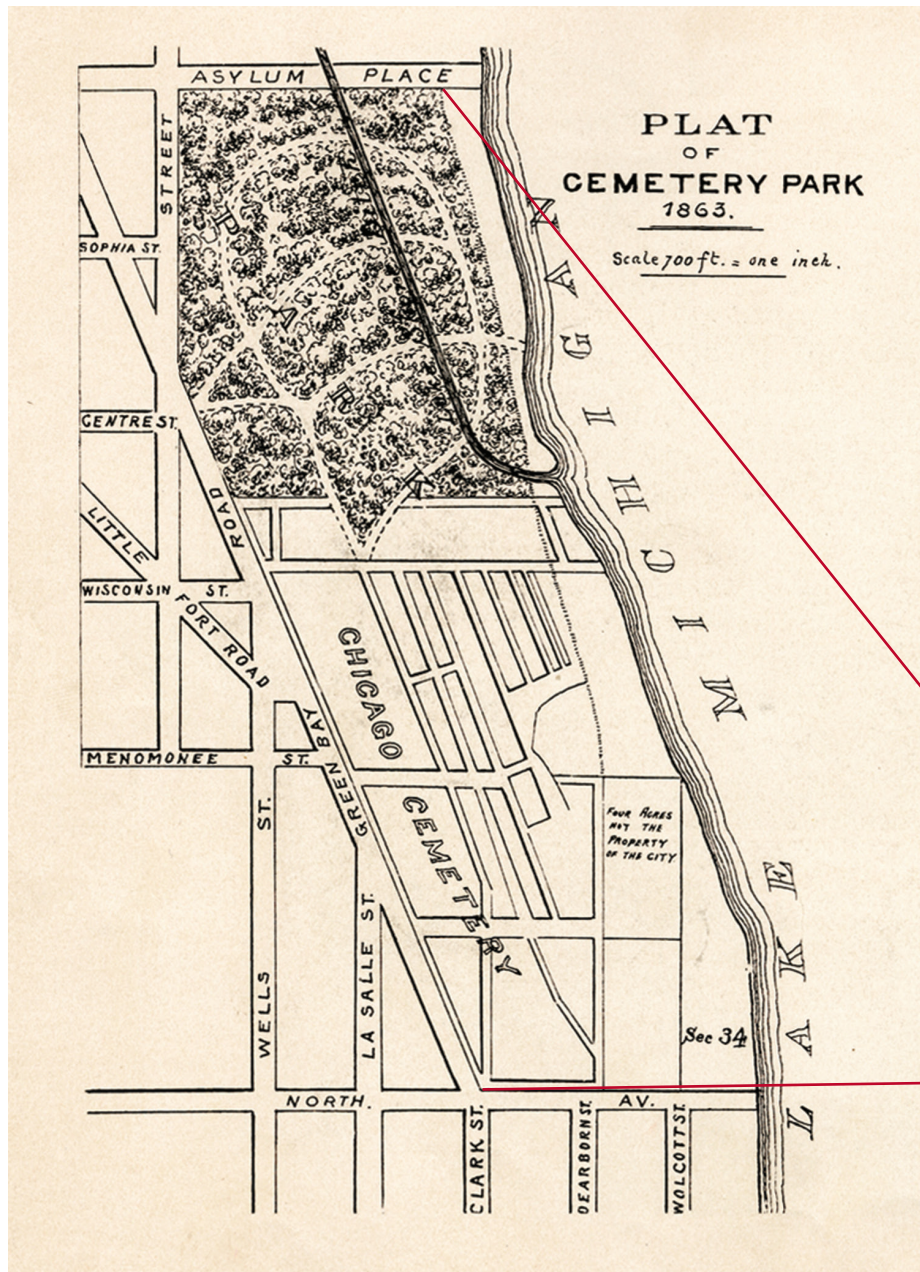 ASYLUM PLACE
PLAT
OF
CEMETERY PARK
1863.
Scale 700 ft. = one inch.
STREET
SOPHIA ST.
PARK
CENTRE ST.
ROAD
LITTLE
FORT ROAD
WISCONSIN ST.
MENOMONEE ST.
GREEN BAY
CHICAGO
CEMETERY
FOUR ACRES
NOT THE
PROPERTY
OF THE CITY
LAKE MICHIGAN
WELLS ST.
LA SALLE ST.
Sec 34
NORTH. AV.
CLARK ST.
DEARBORN ST.
WOLCOTT ST.